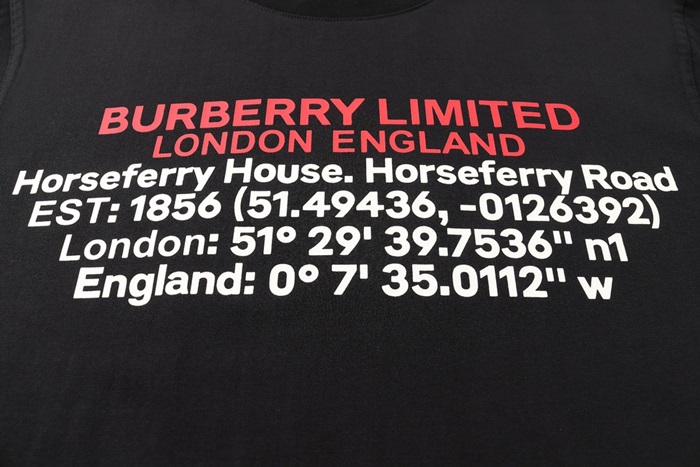 BURBERRY LIMITED
LONDON ENGLAND
Horseferry House. Horseferry Road
EST: 1856 (51.49436, -0126392)
London: 51° 29' 39.7536" n1
England: 0° 7' 35.0112" w